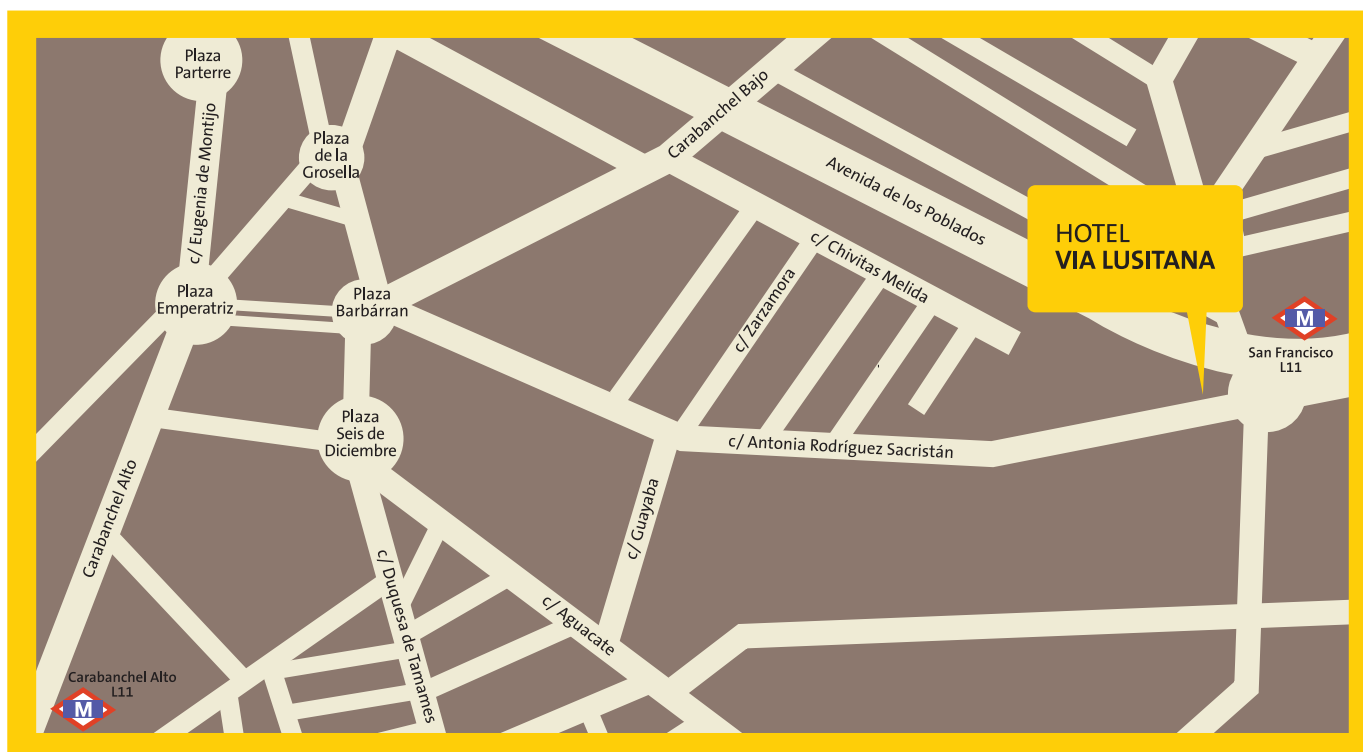 Plaza
Parterre
c/ Eugenia de Montijo
Plaza
de la
Grosella
Carabanchel Bajo
Avenida de los Poblados
HOTEL
VIA LUSITANA
c/ Chivitas Melida
c/ Zarzamora
Plaza
Emperatriz
Plaza
Barbárran
M
San Francisco
L11
Plaza
Seis de
Diciembre
c/ Antonia Rodríguez Sacristán
Carabanchel Alto
c/ Guayaba
c/ Duquesa de Tamames
c/ Aguacate
Carabanchel Alto
L11
M